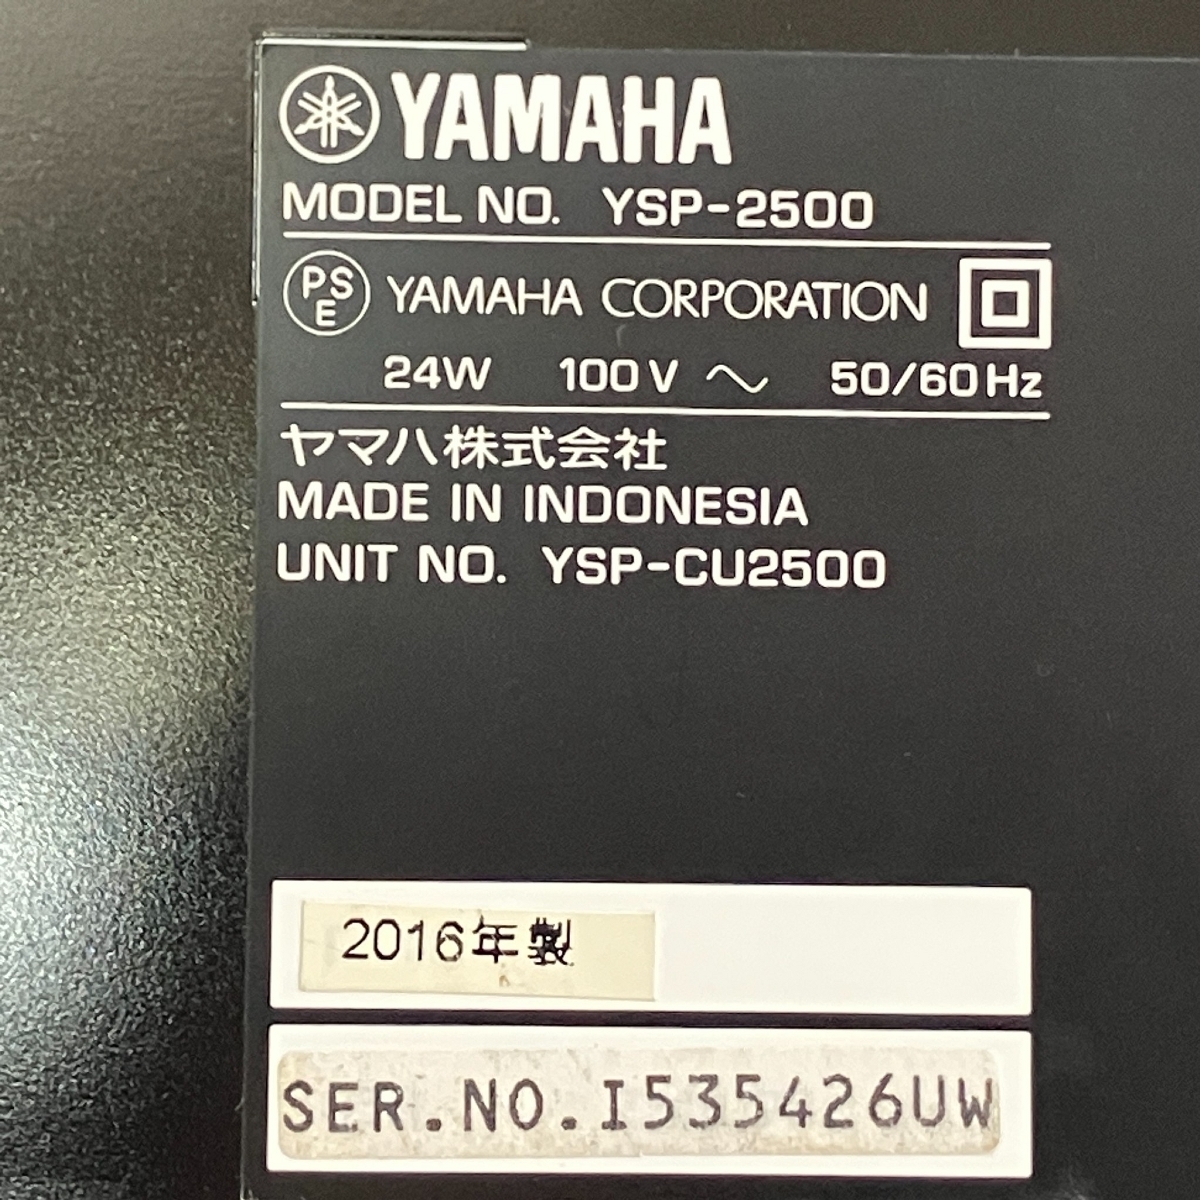 YAMAHA
MODEL NO. YSP-2500
PSE YAMAHA CORPORATION
24W 100V ~ 50/60Hz
ヤマハ株式会社
MADE IN INDONESIA
UNIT NO. YSP-CU2500
2016年製
SER.NO.I535426UW